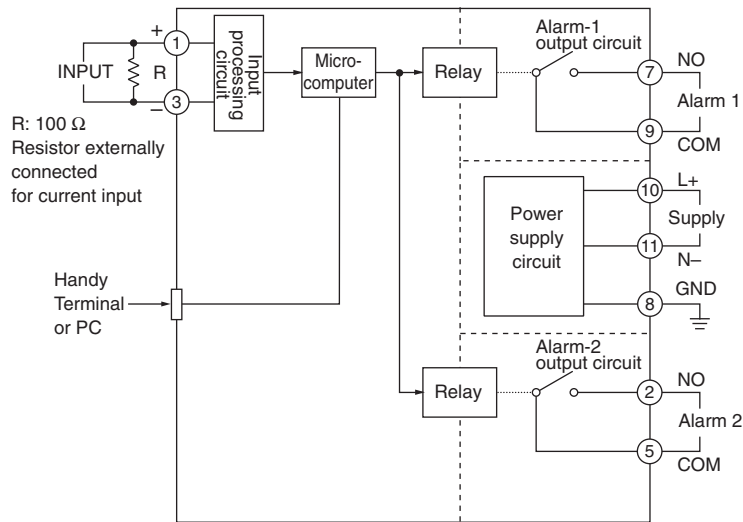 +
1
INPUT
R
−
3
R: 100 Ω
Resistor externally
connected
for current input
Input
processing
circuit
Micro-
computer
Relay
Alarm-1
output circuit
7
NO
Alarm 1
9
COM
Power
supply
circuit
10
L+
Supply
11
N−
8
GND
Handy
Terminal
or PC
Relay
Alarm-2
output circuit
2
NO
Alarm 2
5
COM